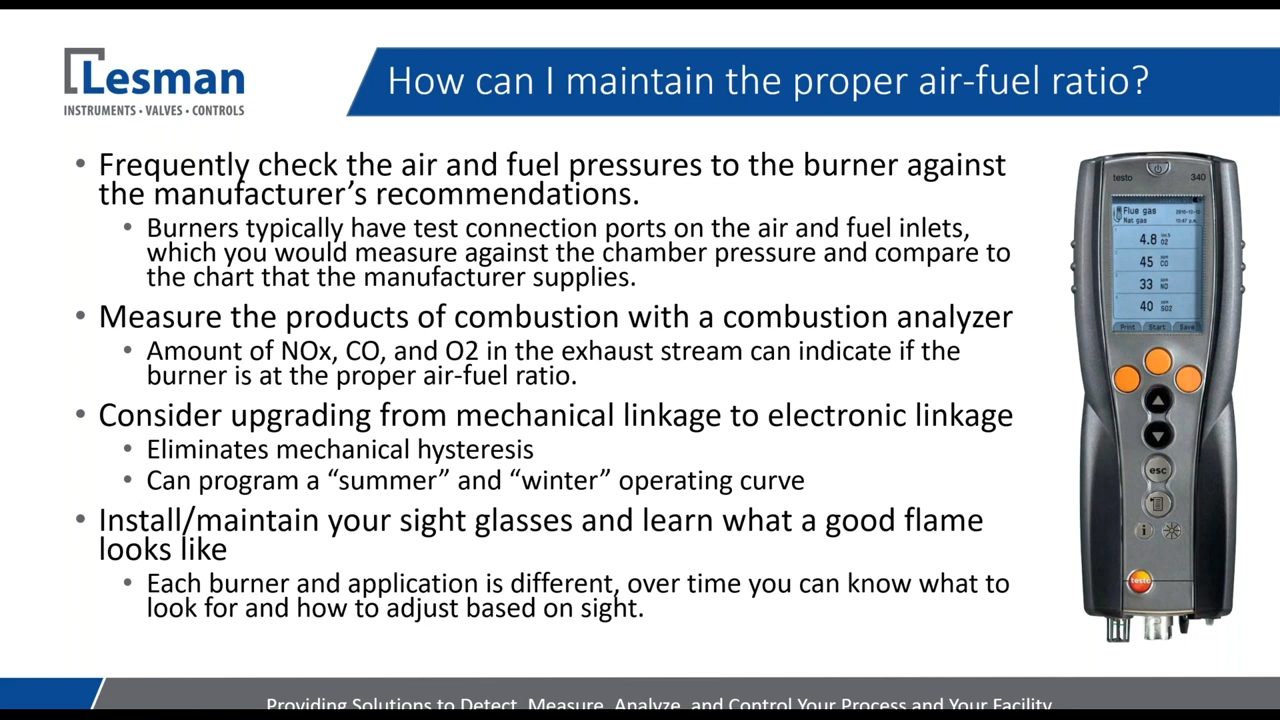 Lesman
INSTRUMENTS • VALVES • CONTROLS
How can I maintain the proper air-fuel ratio?
• Frequently check the air and fuel pressures to the burner against
the manufacturer's recommendations.
• Burners typically have test connection ports on the air and fuel inlets,
which you would measure against the chamber pressure and compare to
the chart that the manufacturer supplies.
• Measure the products of combustion with a combustion analyzer
• Amount of NOx, CO, and O2 in the exhaust stream can indicate if the
burner is at the proper air-fuel ratio.
• Consider upgrading from mechanical linkage to electronic linkage
• Eliminates mechanical hysteresis
• Can program a “summer” and “winter” operating curve
• Install/maintain your sight glasses and learn what a good flame
looks like
• Each burner and application is different, over time you can know what to
look for and how to adjust based on sight.
testo 340
Flue gas
Nat gas
4.8 O2
45 ppm CO
33 ppm NO
40 ppm SO2
Print Start Save
esc
i
testo
Providing Solutions to Detect, Measure, Analyze, and Control Your Process and Your Facility